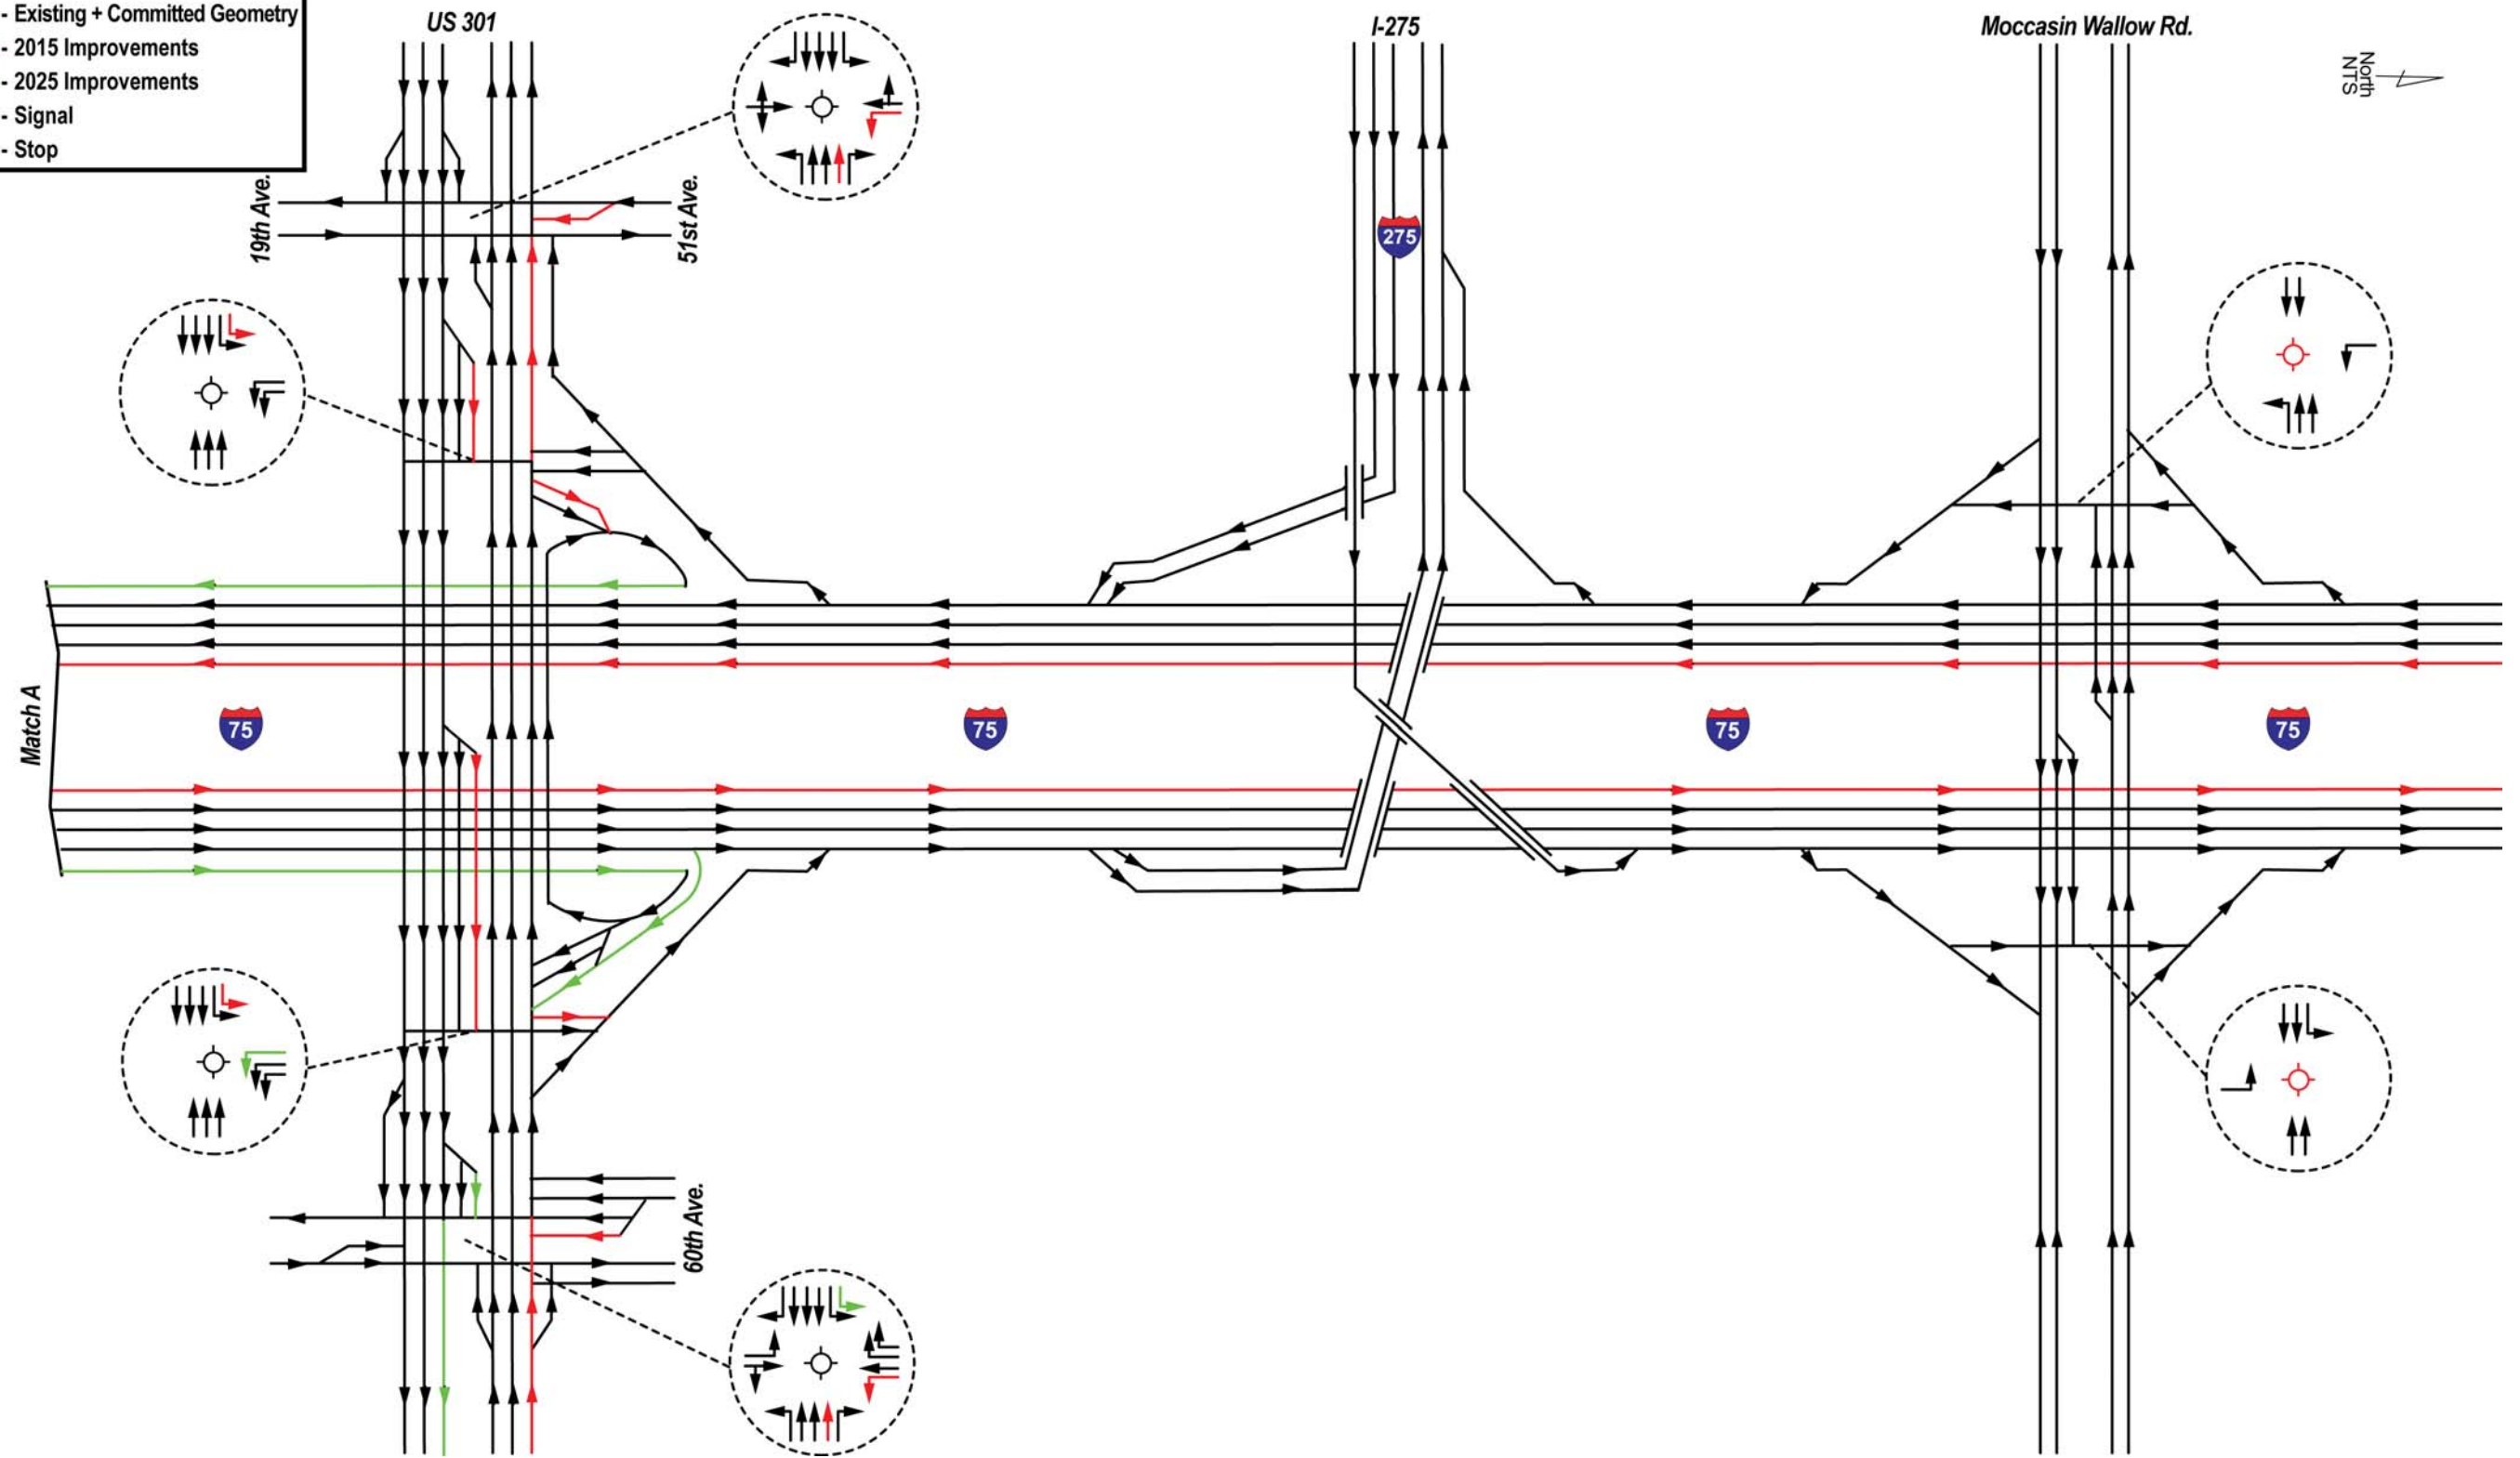 - Existing + Committed Geometry
- 2015 Improvements
- 2025 Improvements
- Signal
- Stop
US 301
I-275
Moccasin Wallow Rd.
North
NTS
19th Ave.
51st Ave.
275
Match A
75
75
75
75
60th Ave.